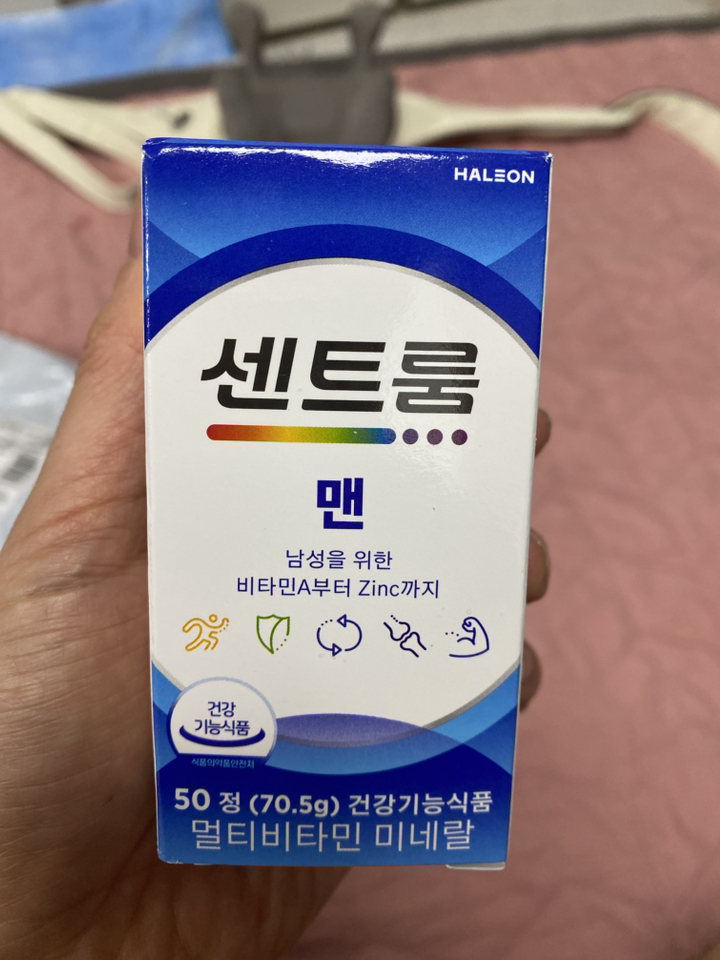 HALEON
센트룸
맨
남성을 위한
비타민A부터 Zinc까지
건강
기능식품
식품의약품안전처
50 정 (70.5g) 건강기능식품
멀티비타민 미네랄